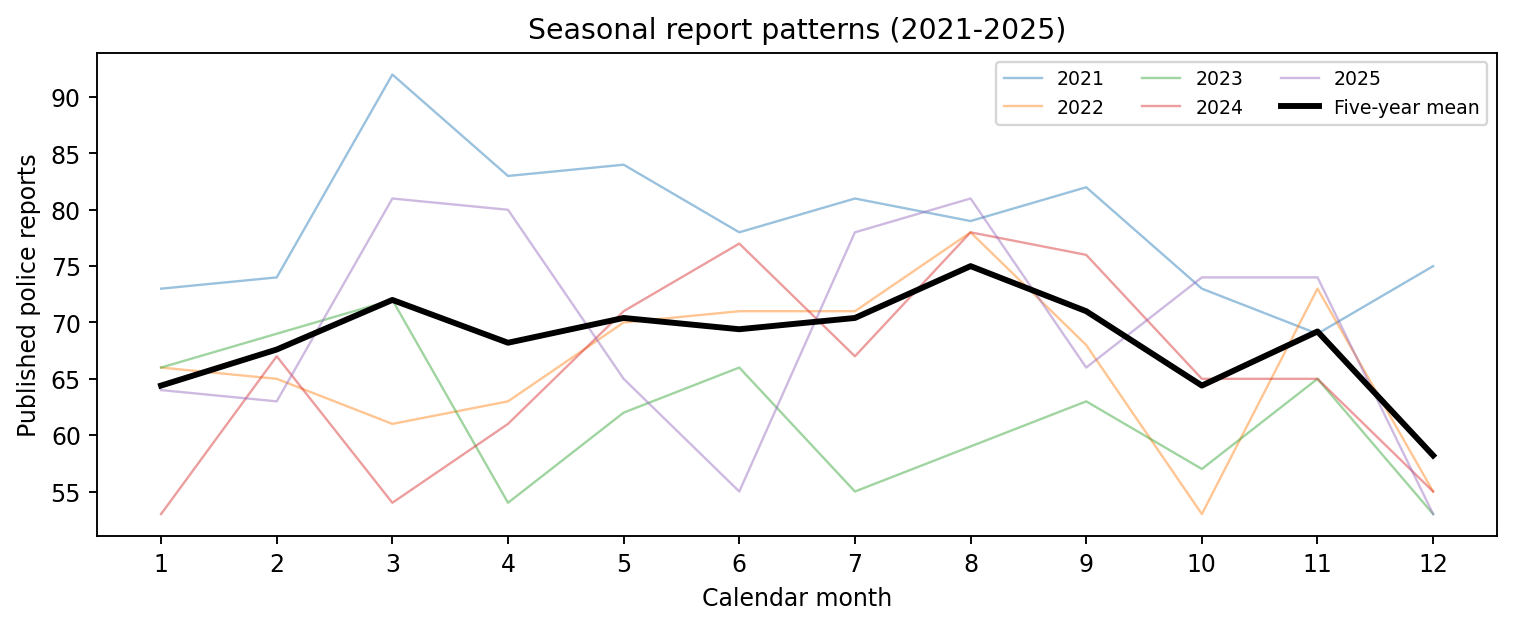 Seasonal report patterns (2021-2025)
2021 2023 2025
2022 2024 Five-year mean
Published police reports
90
85
80
75
70
65
60
55
1 2 3 4 5 6 7 8 9 10 11 12
Calendar month